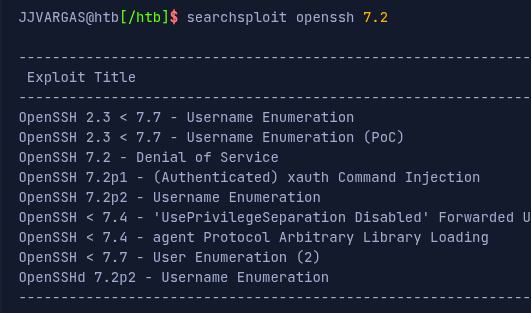 JJVARGAS@htb[/htb]$ searchsploit openssh 7.2
----------------------------------------------------------------
Exploit Title
----------------------------------------------------------------
OpenSSH 2.3 < 7.7 - Username Enumeration
OpenSSH 2.3 < 7.7 - Username Enumeration (PoC)
OpenSSH 7.2 - Denial of Service
OpenSSH 7.2p1 - (Authenticated) xauth Command Injection
OpenSSH 7.2p2 - Username Enumeration
OpenSSH < 7.4 - 'UsePrivilegeSeparation Disabled' Forwarded U
OpenSSH < 7.4 - agent Protocol Arbitrary Library Loading
OpenSSH < 7.7 - User Enumeration (2)
OpenSSHd 7.2p2 - Username Enumeration
----------------------------------------------------------------